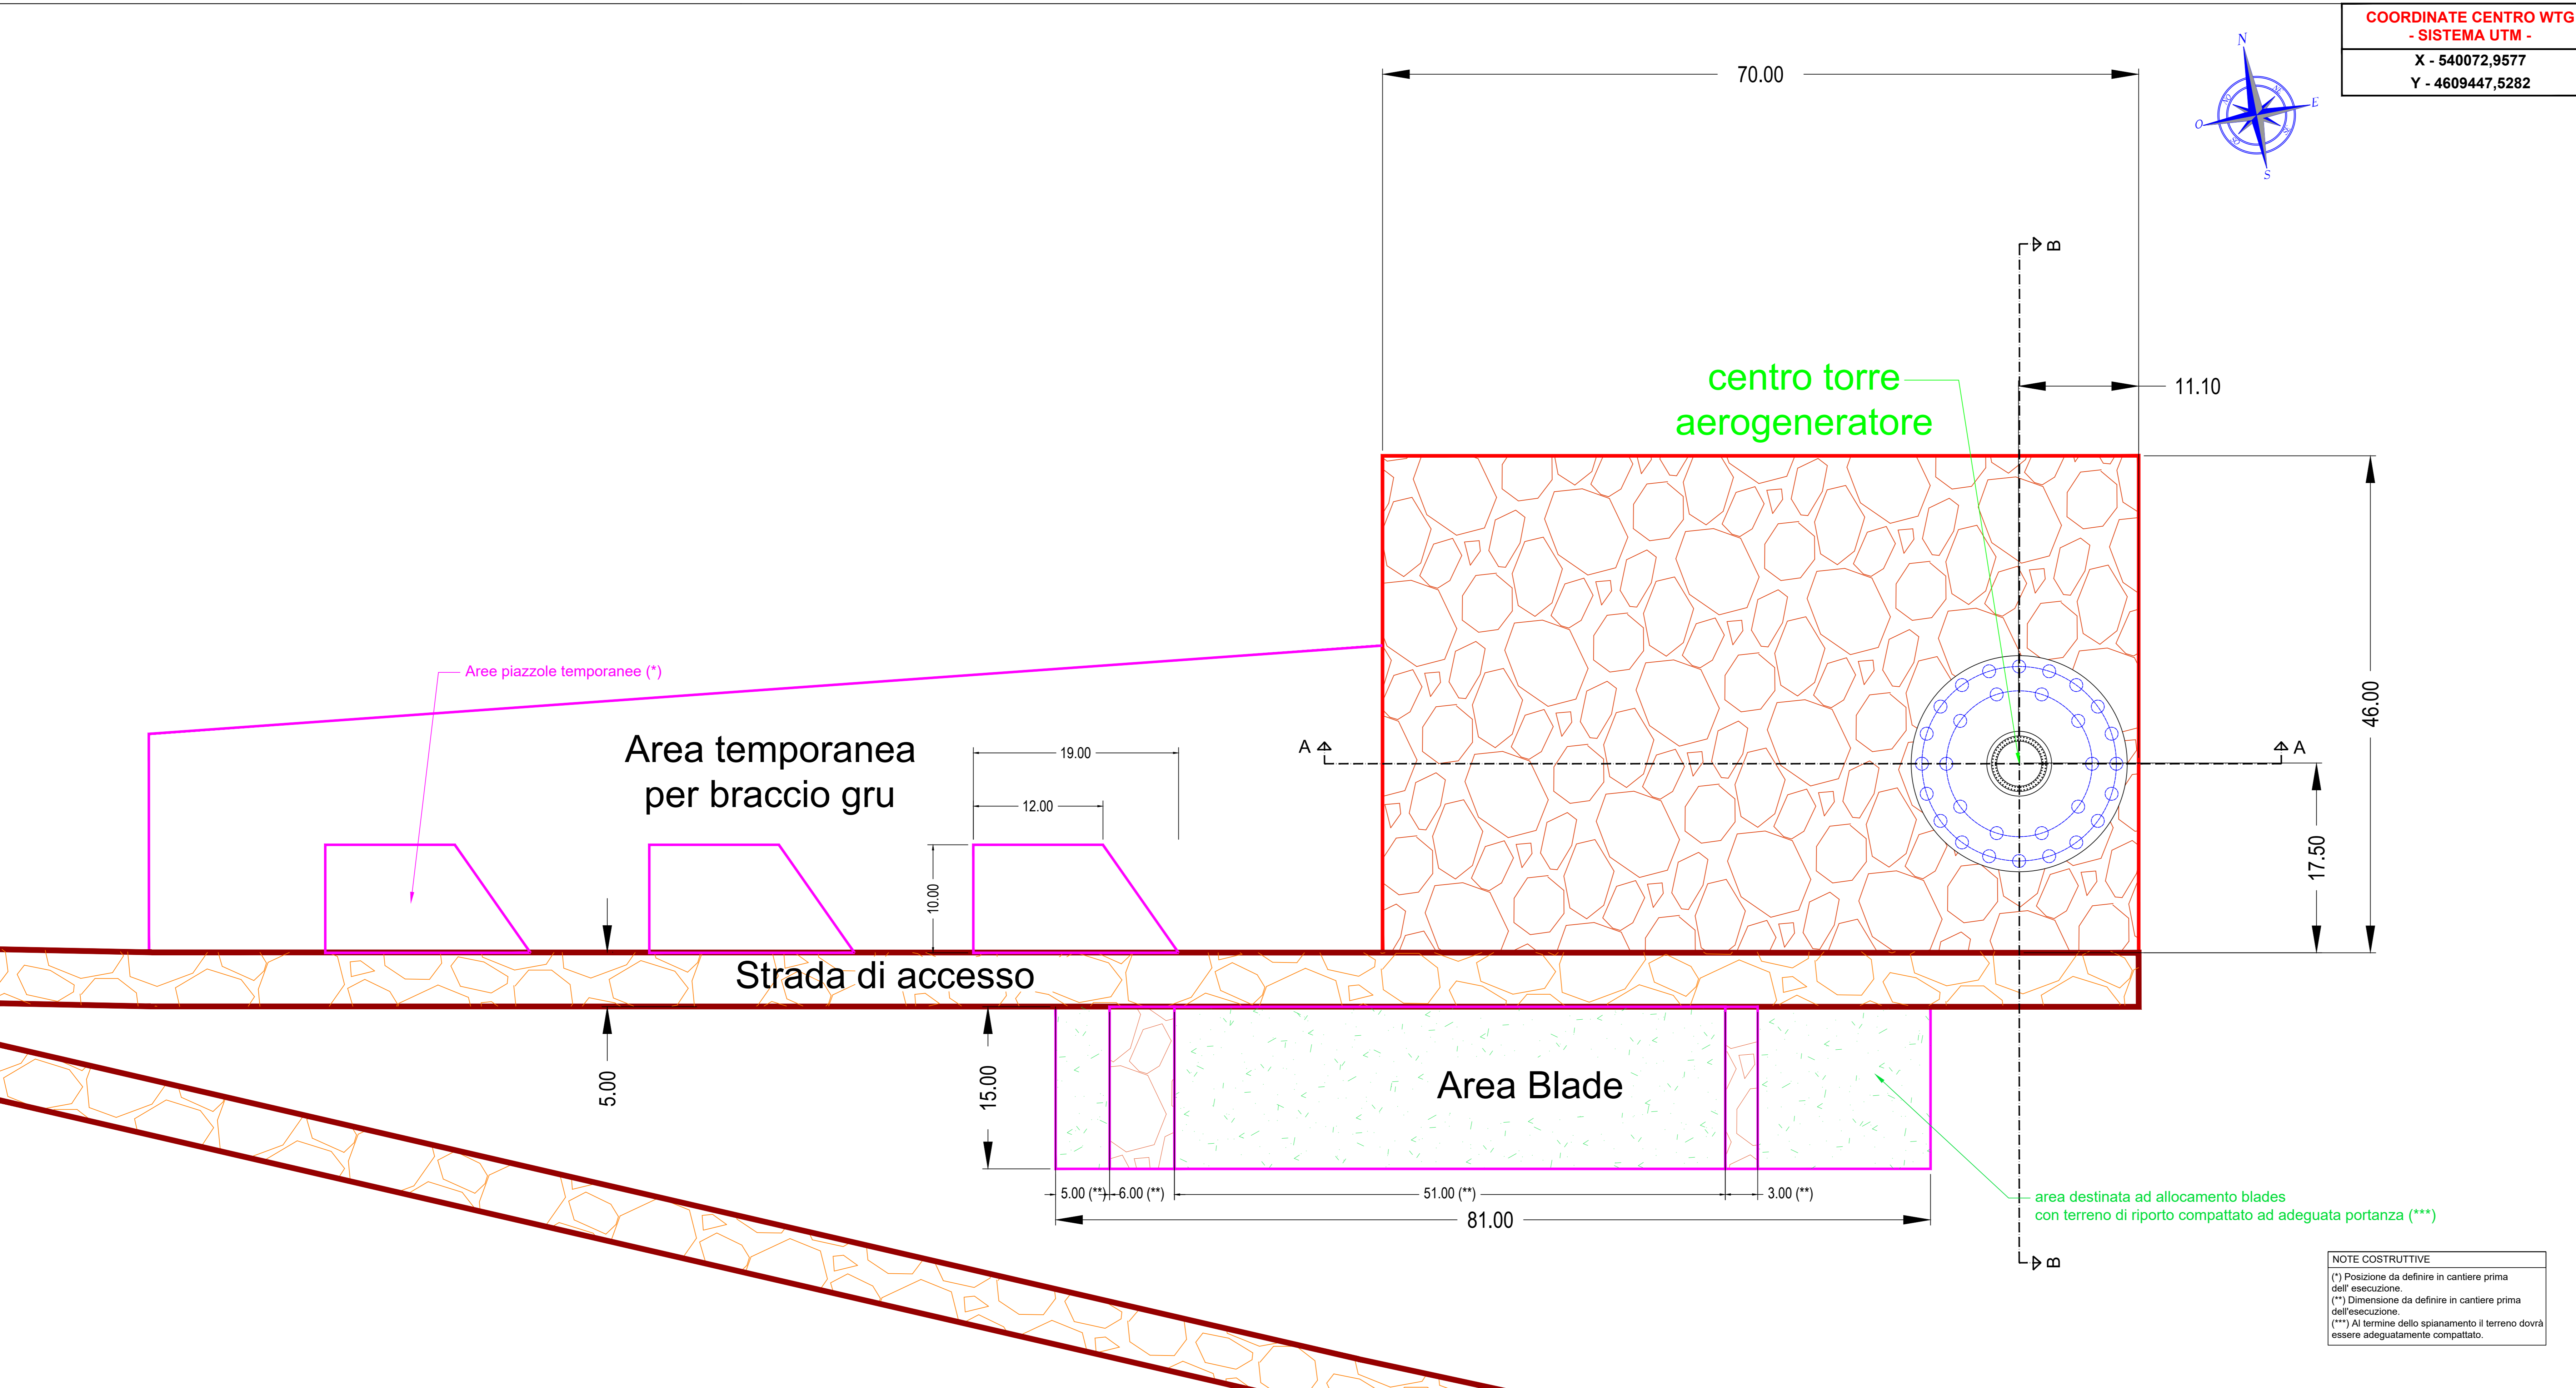 COORDINATE CENTRO WTG
- SISTEMA UTM -
X - 540072,9577
Y - 4609447,5282
N
NE
E
SE
S
SO
O
NO
70.00
B
11.10
centro torre
aerogeneratore
46.00
Aree piazzole temporanee (*)
Area temporanea
per braccio gru
19.00
12.00
10.00
A
A
17.50
Strada di accesso
5.00
15.00
Area Blade
5.00 (**)
6.00 (**)
51.00 (**)
3.00 (**)
81.00
area destinata ad allocamento blades
con terreno di riporto compattato ad adeguata portanza (***)
B
NOTE COSTRUTTIVE
(*) Posizione da definire in cantiere prima
dell' esecuzione.
(**) Dimensione da definire in cantiere prima
dell'esecuzione.
(***) Al termine dello spianamento il terreno dovrà
essere adeguatamente compattato.